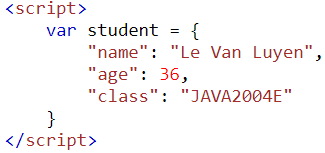 <script>
    var student = {
        "name": "Le Van Luyen",
        "age": 36,
        "class": "JAVA2004E"
    }
</script>